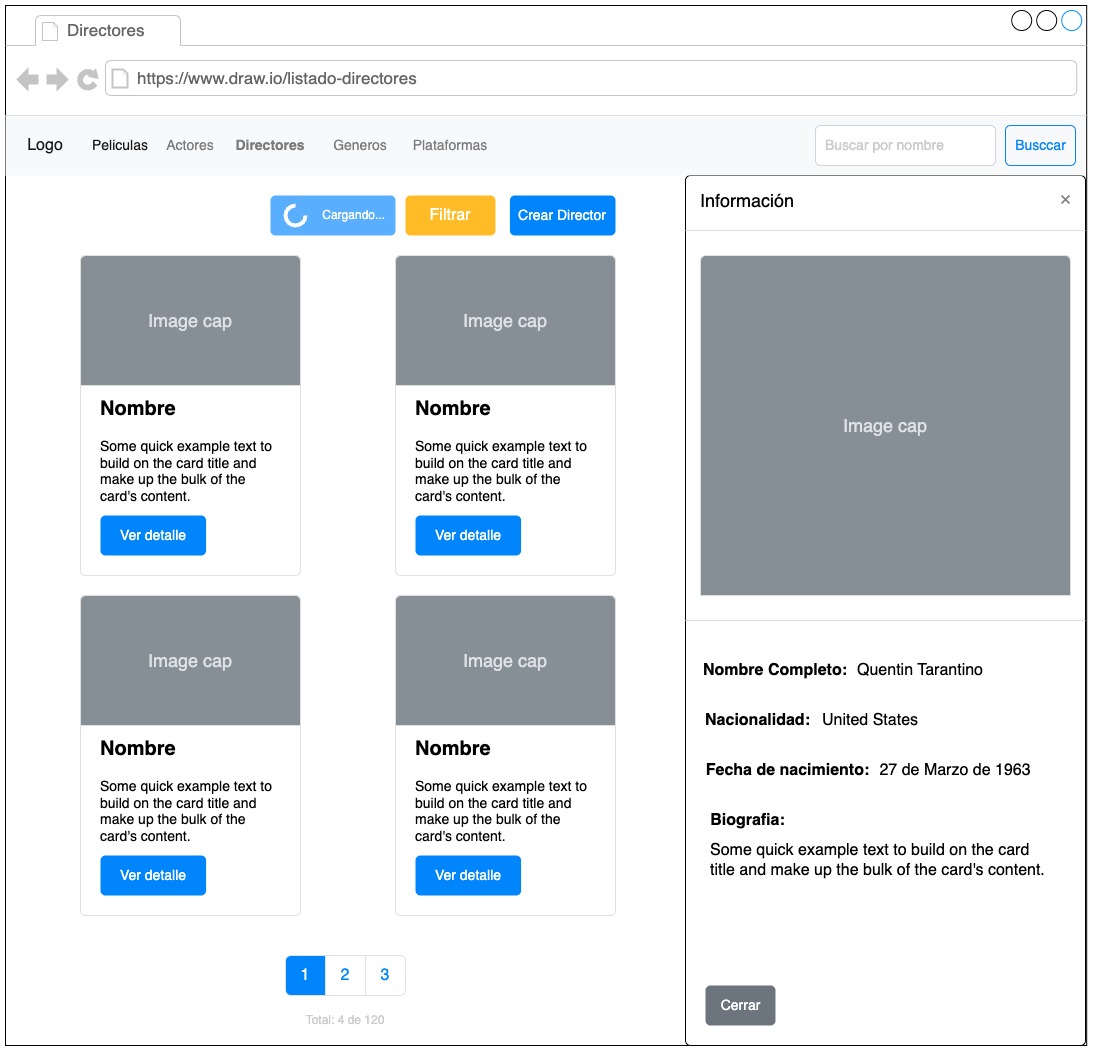 Directores
https://www.draw.io/listado-directores
Logo Peliculas Actores Directores Generos Plataformas Buscar por nombre Busccar
Cargando... Filtrar Crear Director
Image cap
Nombre
Some quick example text to
build on the card title and
make up the bulk of the
card's content.
Ver detalle
Image cap
Nombre
Some quick example text to
build on the card title and
make up the bulk of the
card's content.
Ver detalle
Image cap
Nombre
Some quick example text to
build on the card title and
make up the bulk of the
card's content.
Ver detalle
Image cap
Nombre
Some quick example text to
build on the card title and
make up the bulk of the
card's content.
Ver detalle
1 2 3
Total: 4 de 120
Información ×
Image cap
Nombre Completo: Quentin Tarantino
Nacionalidad: United States
Fecha de nacimiento: 27 de Marzo de 1963
Biografia:
Some quick example text to build on the card
title and make up the bulk of the card's content.
Cerrar